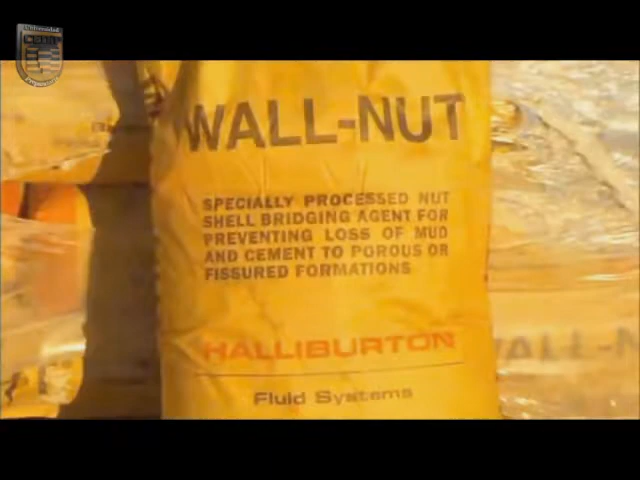 WALL-NUT
SPECIALLY PROCESSED NUT
SHELL BRIDGING AGENT FOR
PREVENTING LOSS OF MUD
AND CEMENT TO POROUS OR
FISSURED FORMATIONS
HALLIBURTON
Fluid Systems
WALL-N